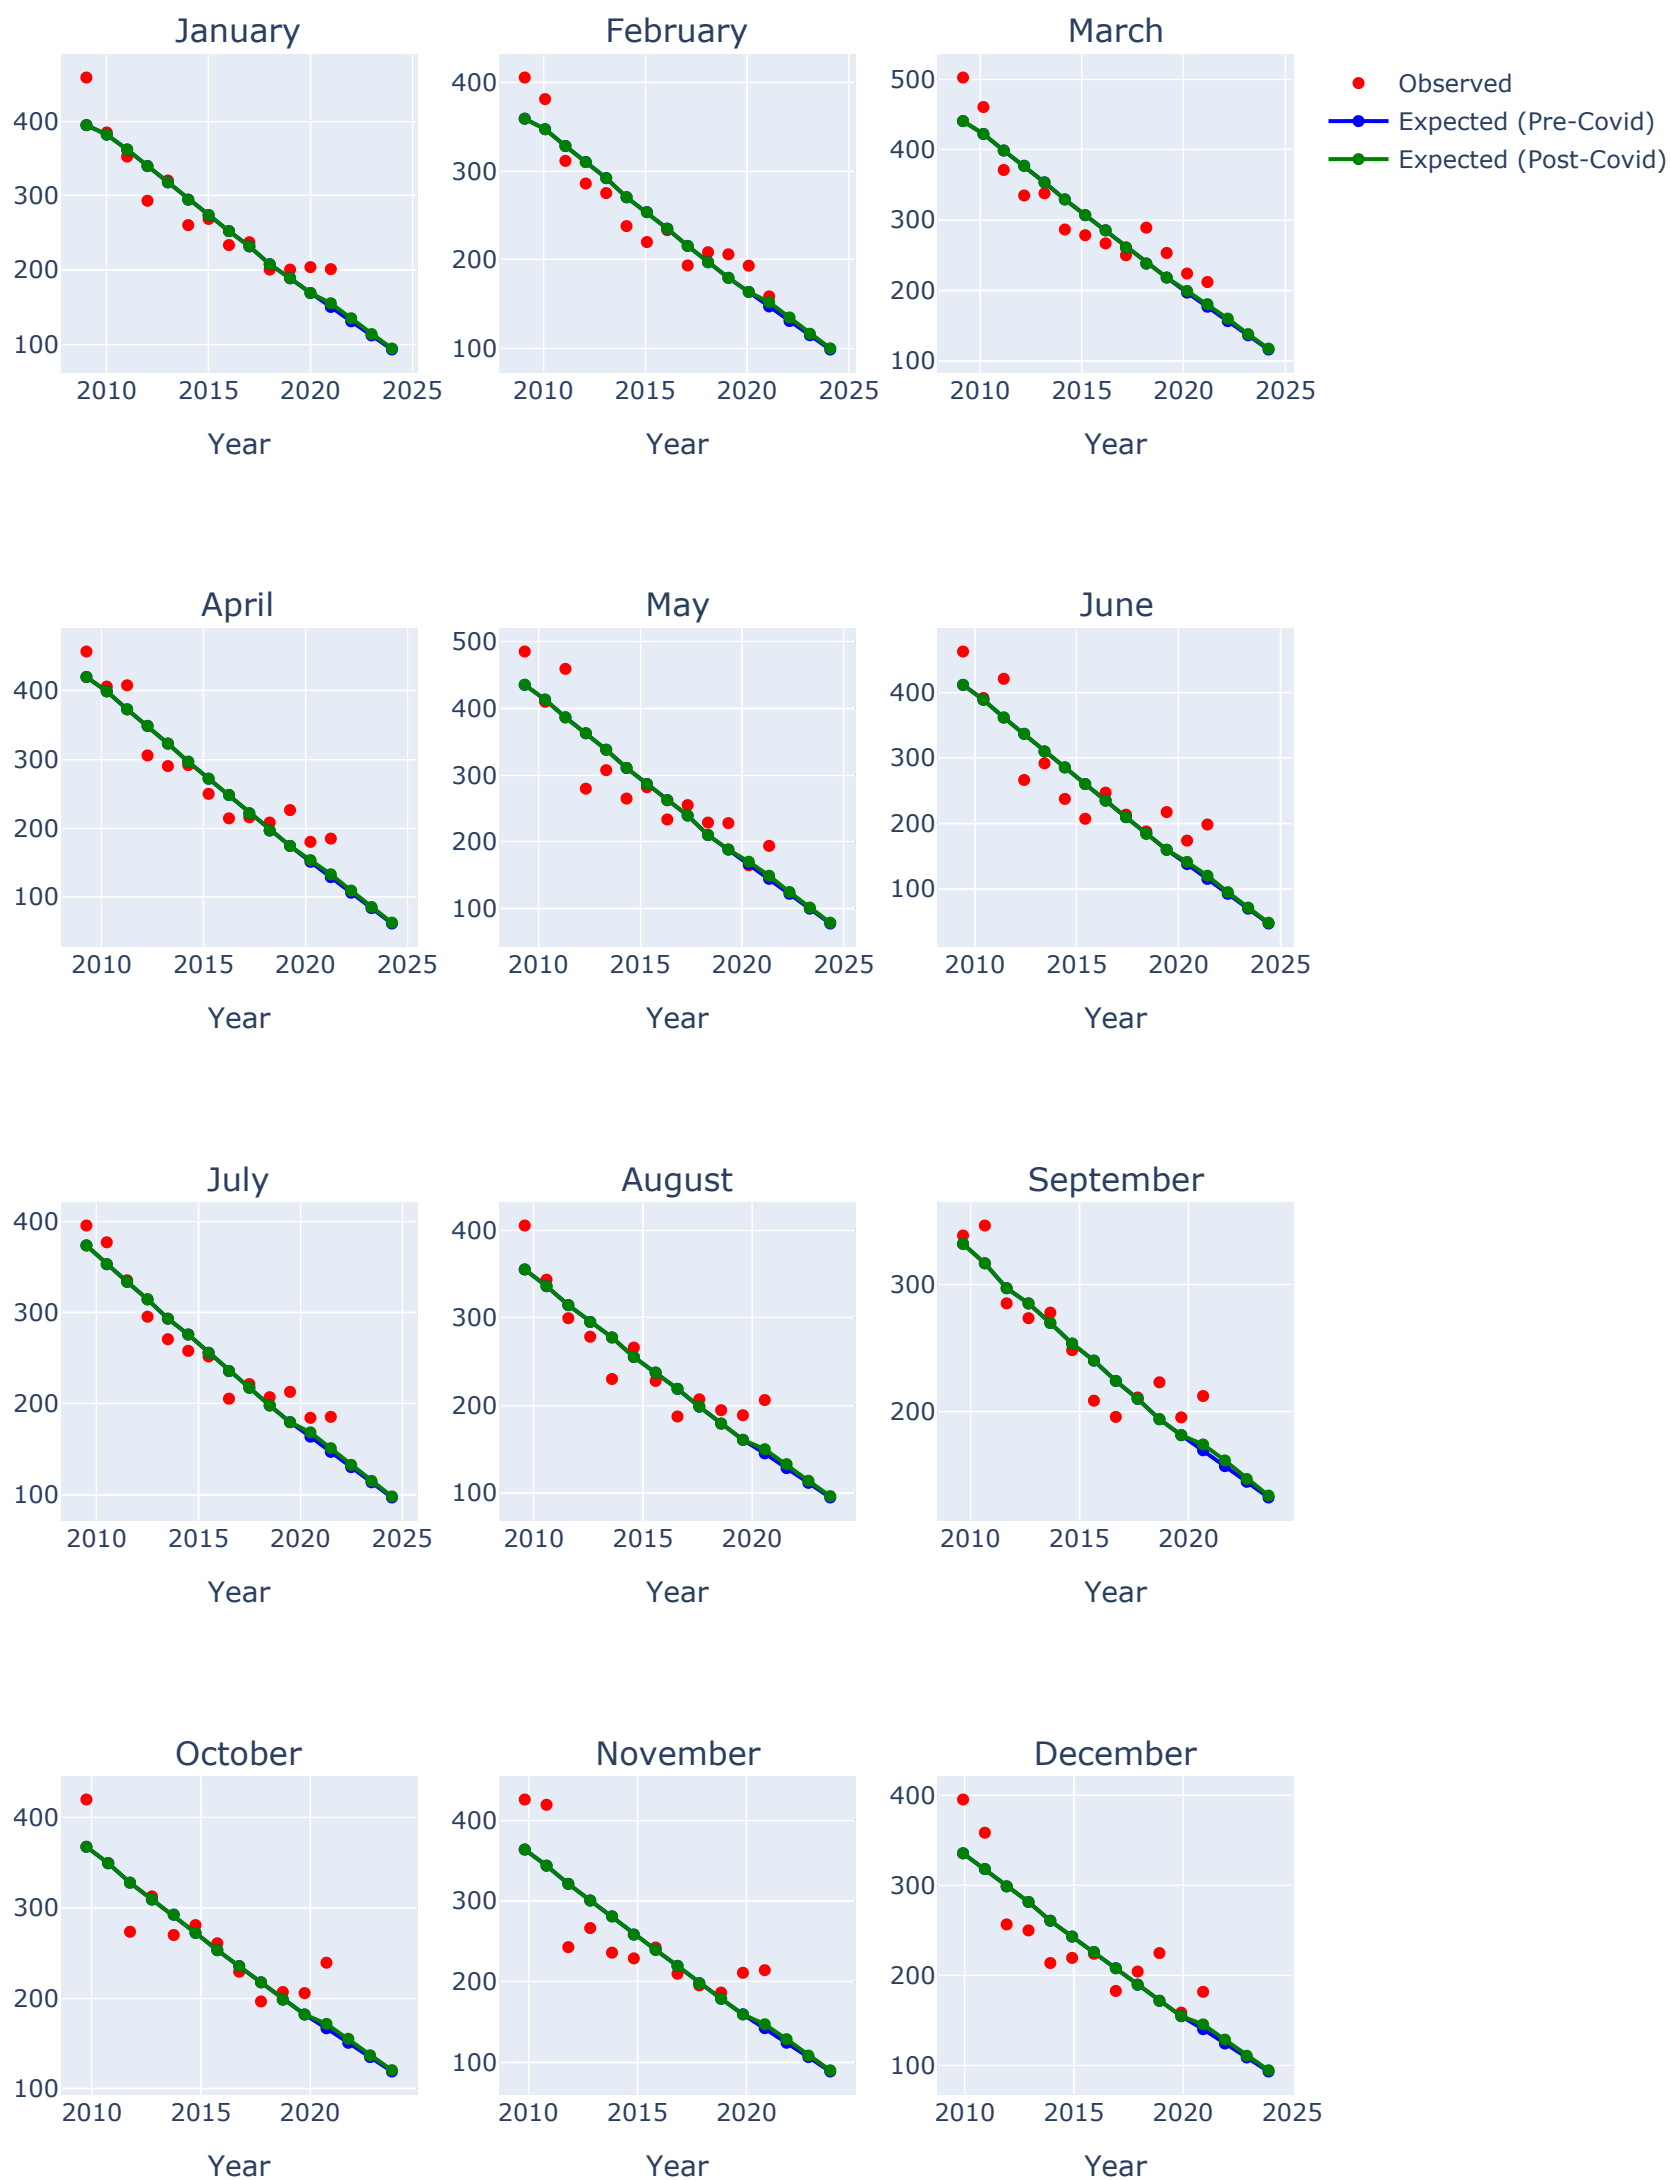 January February March
400
300
200
100
2010 2015 2020 2025
Year
400
300
200
100
2010 2015 2020 2025
Year
500
400
300
200
100
2010 2015 2020 2025
Year
Observed
Expected (Pre-Covid)
Expected (Post-Covid)
April May June
400
300
200
100
2010 2015 2020 2025
Year
500
400
300
200
100
2010 2015 2020 2025
Year
400
300
200
100
2010 2015 2020 2025
Year
July August September
400
300
200
100
2010 2015 2020 2025
Year
400
300
200
100
2010 2015 2020
Year
300
200
2010 2015 2020
Year
October November December
400
300
200
100
2010 2015 2020
Year
400
300
200
100
2010 2015 2020
Year
400
300
200
100
2010 2015 2020 2025
Year